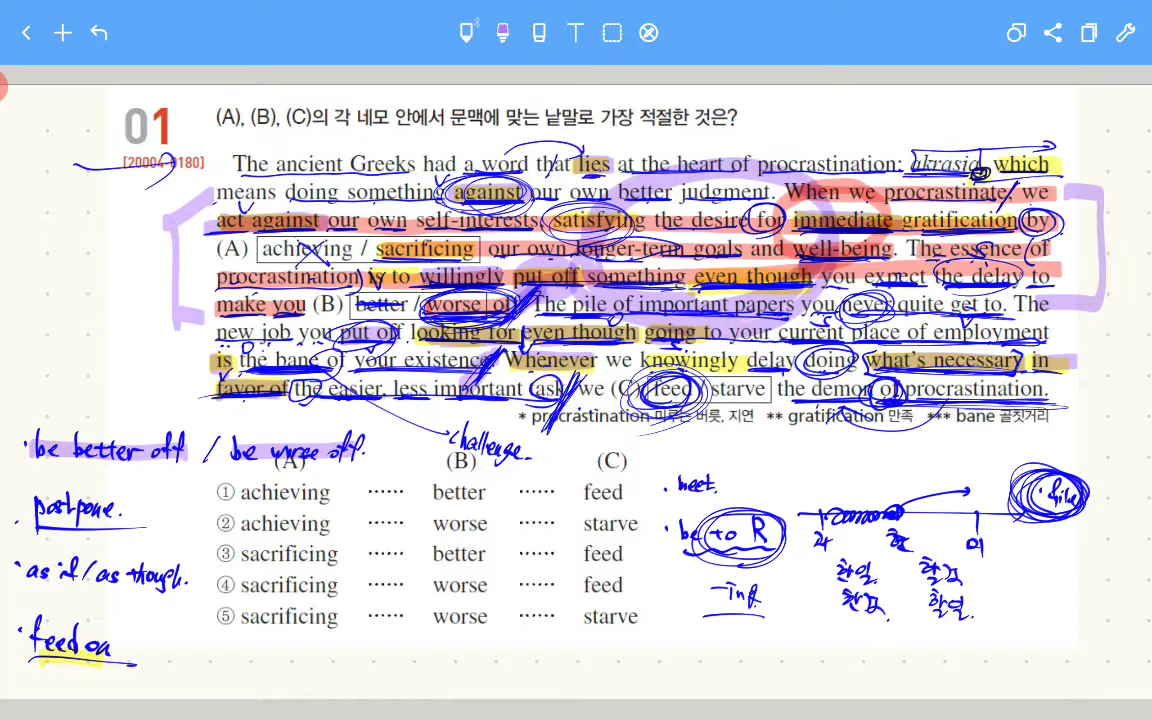 01
[20004-0180]
(A), (B), (C)의 각 네모 안에서 문맥에 맞는 낱말로 가장 적절한 것은?
The ancient Greeks had a word that lies at the heart of procrastination: akrasia, which
means doing something against our own better judgment. When we procrastinate, we
act against our own self-interests, satisfying the desire for immediate gratification by
(A) achieving / sacrificing our own longer-term goals and well-being. The essence of
procrastination is to willingly put off something even though you expect the delay to
make you (B) better / worse off. The pile of important papers you never quite get to. The
new job you put off looking for even though going to your current place of employment
is the bane of your existence. Whenever we knowingly delay doing what's necessary in
favor of the easier, less important task, we (C) feed / starve the demon of procrastination.
* procrastination 미루는 버릇, 지연 ** gratification 만족 *** bane 골칫거리
· be better off / be worse off.
challenge.
(A) (B) (C)
① achieving ······ better ······ feed
② achieving ······ worse ······ starve
③ sacrificing ······ better ······ feed
④ sacrificing ······ worse ······ feed
⑤ sacrificing ······ worse ······ starve
· postpone.
· as if / as though.
· feed on
· be to R
-ing
과 현 미